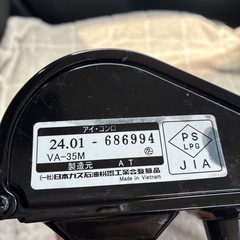 アイ・コンロ
24.01 - 686994
VA-35M
製造元 AT
(一社)日本ガス石油機器工業会登録品
Made in Vietnam
PS
LPG
JIA